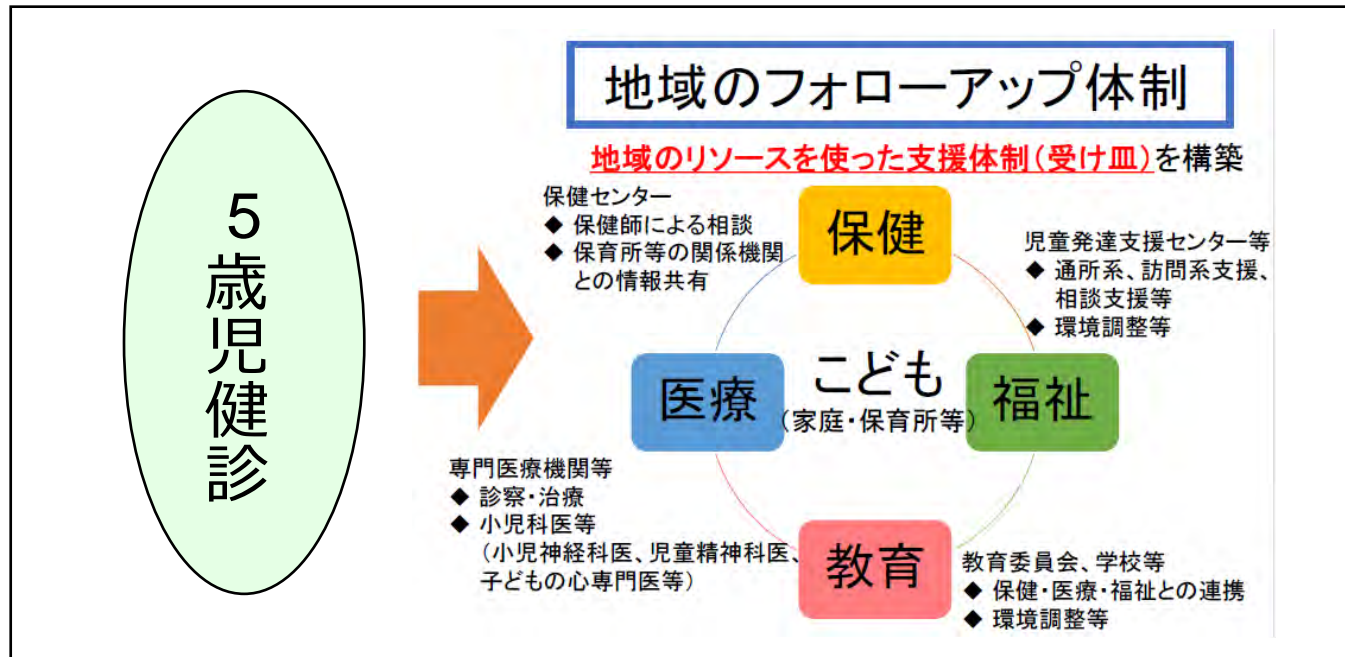 5歳児健診
地域のフォローアップ体制
地域のリソースを使った支援体制(受け皿)を構築
保健センター
◆ 保健師による相談
◆ 保育所等の関係機関
との情報共有
保健
児童発達支援センター等
◆ 通所系、訪問系支援、
相談支援等
◆ 環境調整等
医療
こども
(家庭・保育所等)
福祉
専門医療機関等
◆ 診察・治療
◆ 小児科医等
(小児神経科医、児童精神科医、
子どもの心専門医等)
教育
教育委員会、学校等
◆ 保健・医療・福祉との連携
◆ 環境調整等